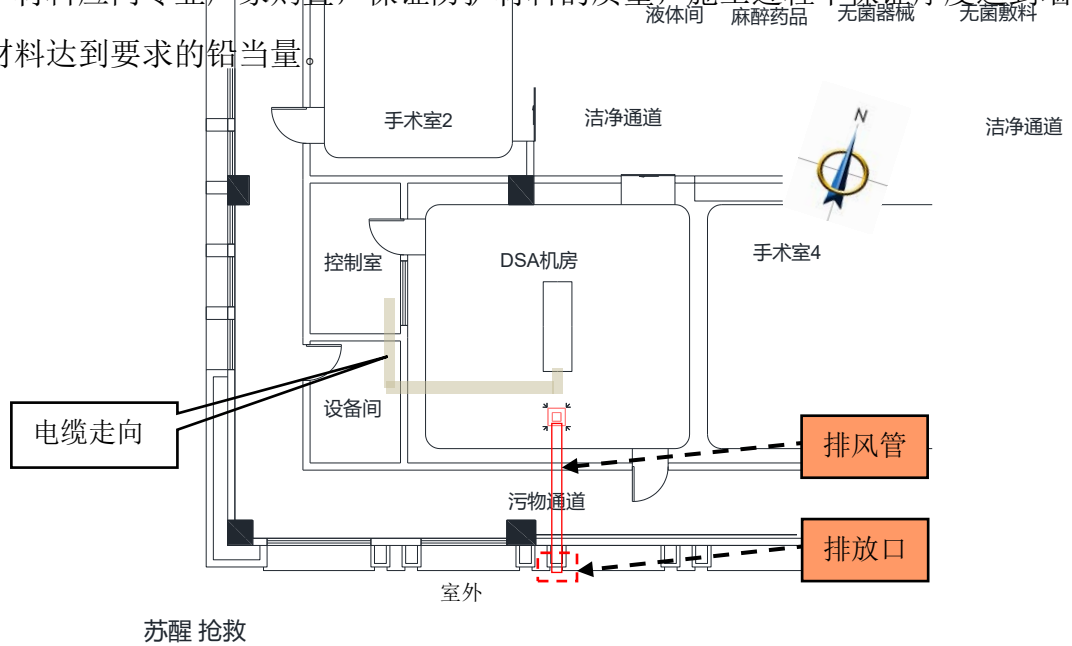 液体间
麻醉药品
无菌器械
无菌敷料
材料达到要求的铅当量。
手术室2
洁净通道
N
洁净通道
控制室
DSA机房
手术室4
电缆走向
设备间
排风管
污物通道
排放口
室外
苏醒 抢救